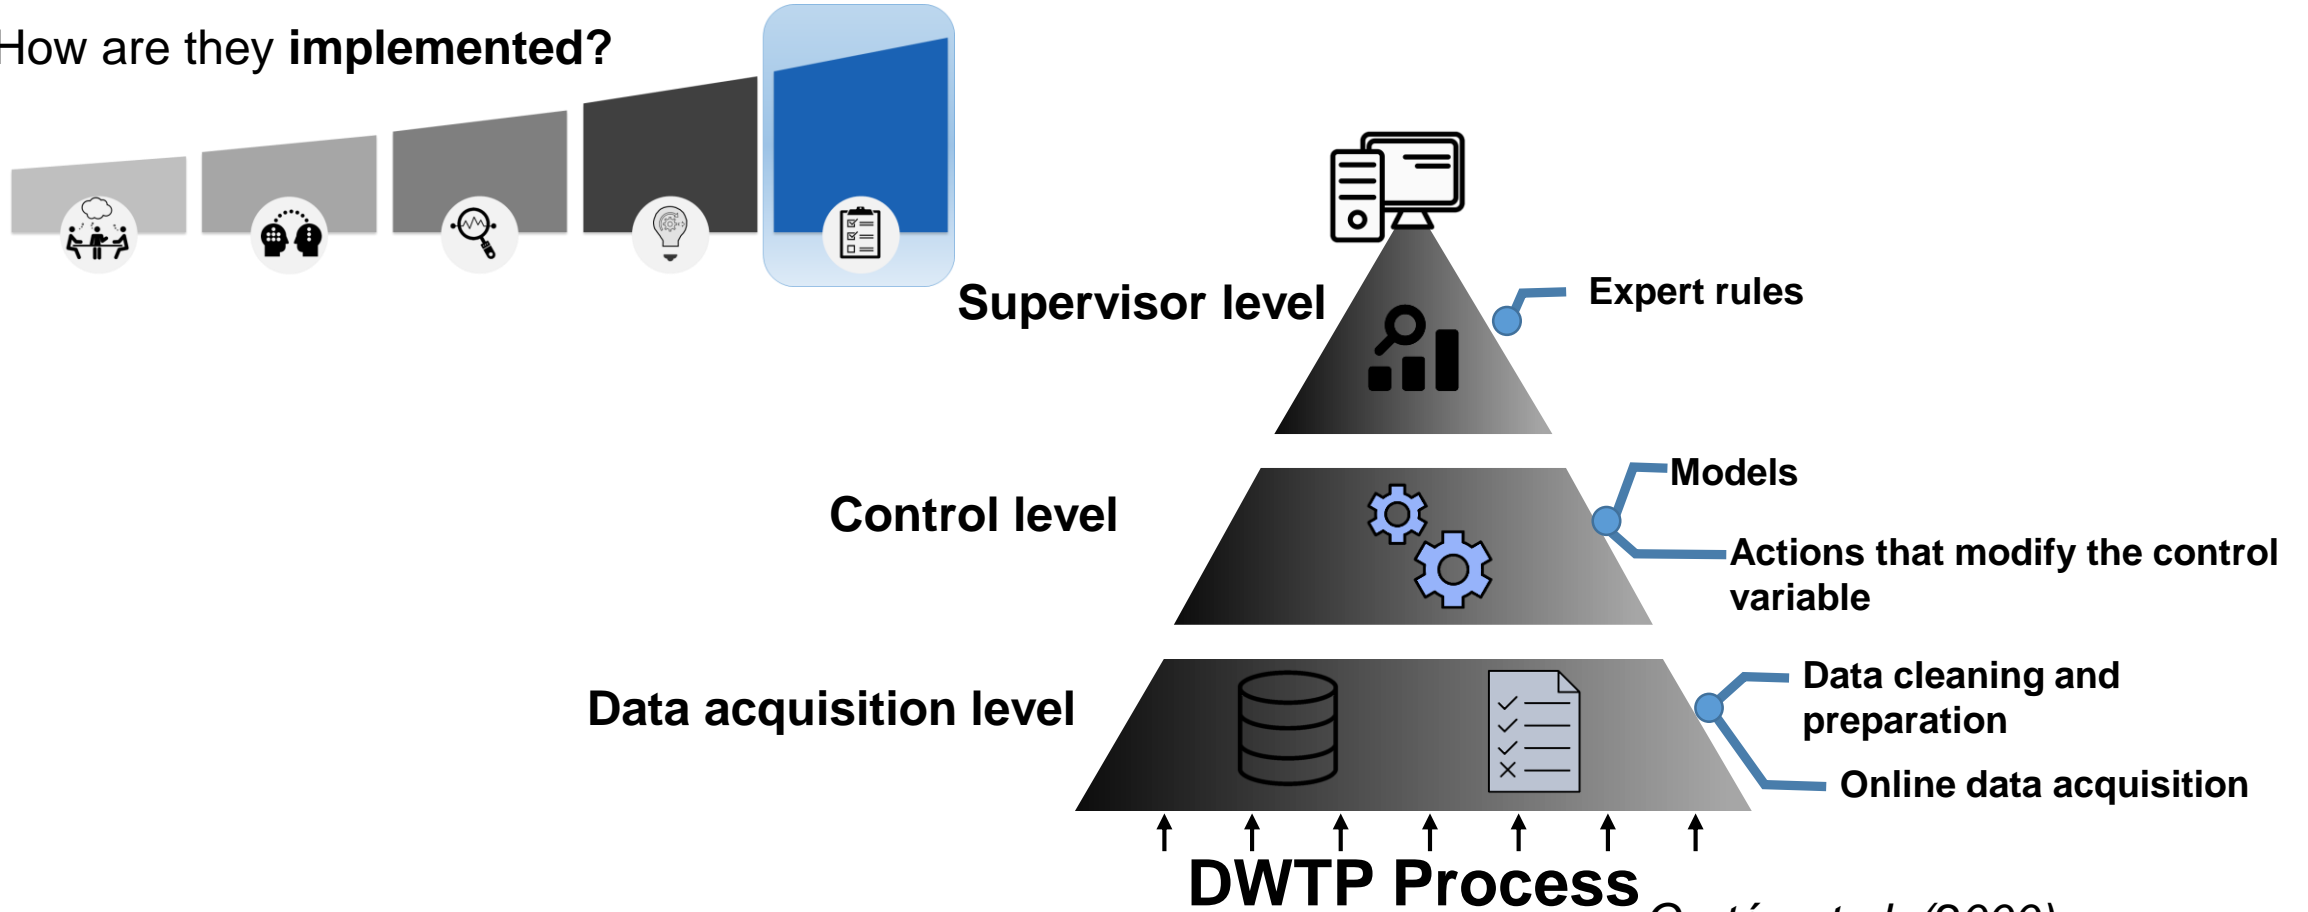 How are they implemented?
Supervisor level
Expert rules
Models
Control level
Actions that modify the control
variable
Data cleaning and
preparation
Data acquisition level
Online data acquisition
DWTP Process